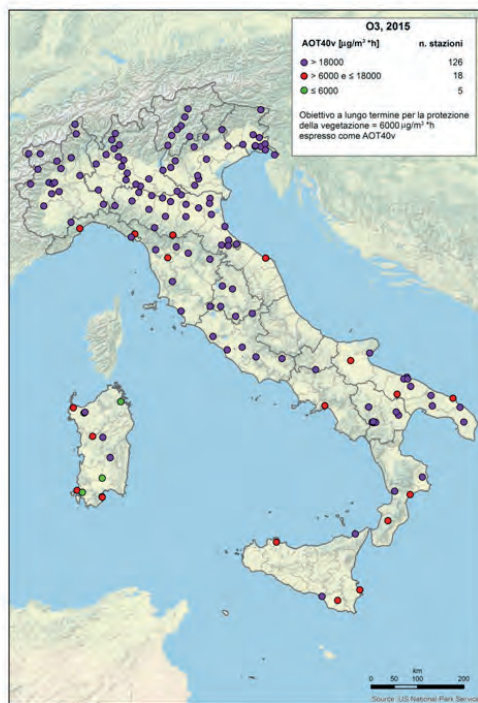 O3, 2015
AOT40v [µg/m³ *h] n. stazioni
> 18000 126
> 6000 e ≤ 18000 18
≤ 6000 5
Obiettivo a lungo termine per la protezione
della vegetazione = 6000 µg/m³ *h
espresso come AOT40v
km
0 50 100 200
Source: US National Park Service